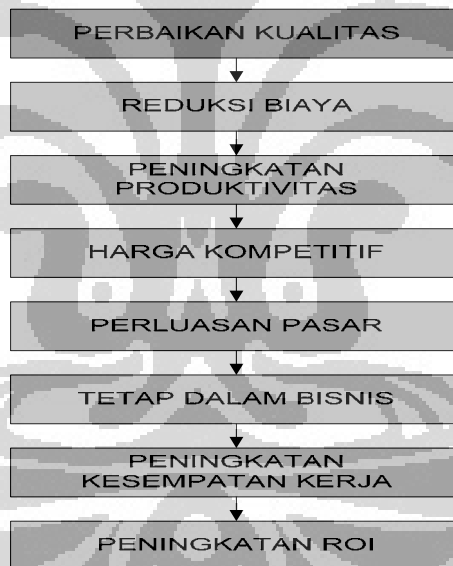 PERBAIKAN KUALITAS
REDUKSI BIAYA
PENINGKATAN
PRODUKTIVITAS
HARGA KOMPETITIF
PERLUASAN PASAR
TETAP DALAM BISNIS
PENINGKATAN
KESEMPATAN KERJA
PENINGKATAN ROI